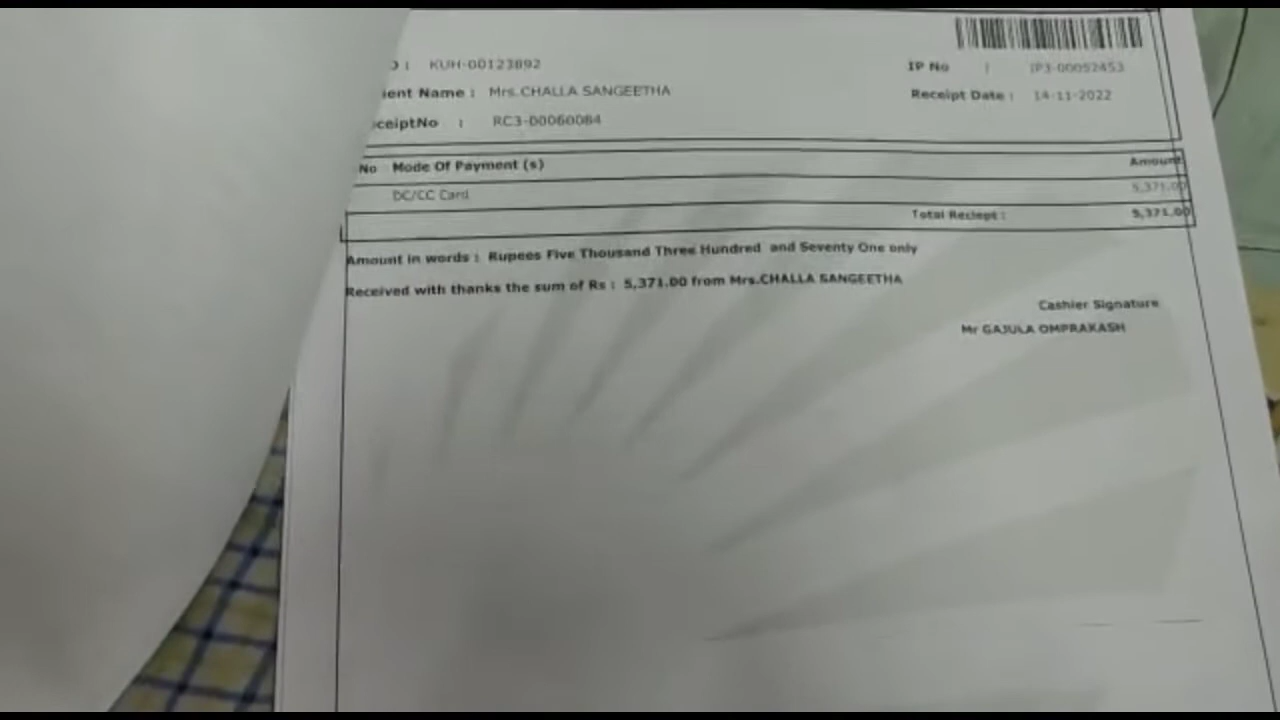 KUH-00123892 IP No : IP3-00052453
Name : Mrs.CHALLA SANGEETHA Receipt Date : 14-11-2022
RC3-00060084
No Mode Of Payment (s) Amount
DC/CC Card 5,371.00
Total Reciept : 5,371.00
Amount in words : Rupees Five Thousand Three Hundred and Seventy One only
Received with thanks the sum of Rs : 5,371.00 from Mrs.CHALLA SANGEETHA
Cashier Signature
Mr GAJULA OMPRAKASH